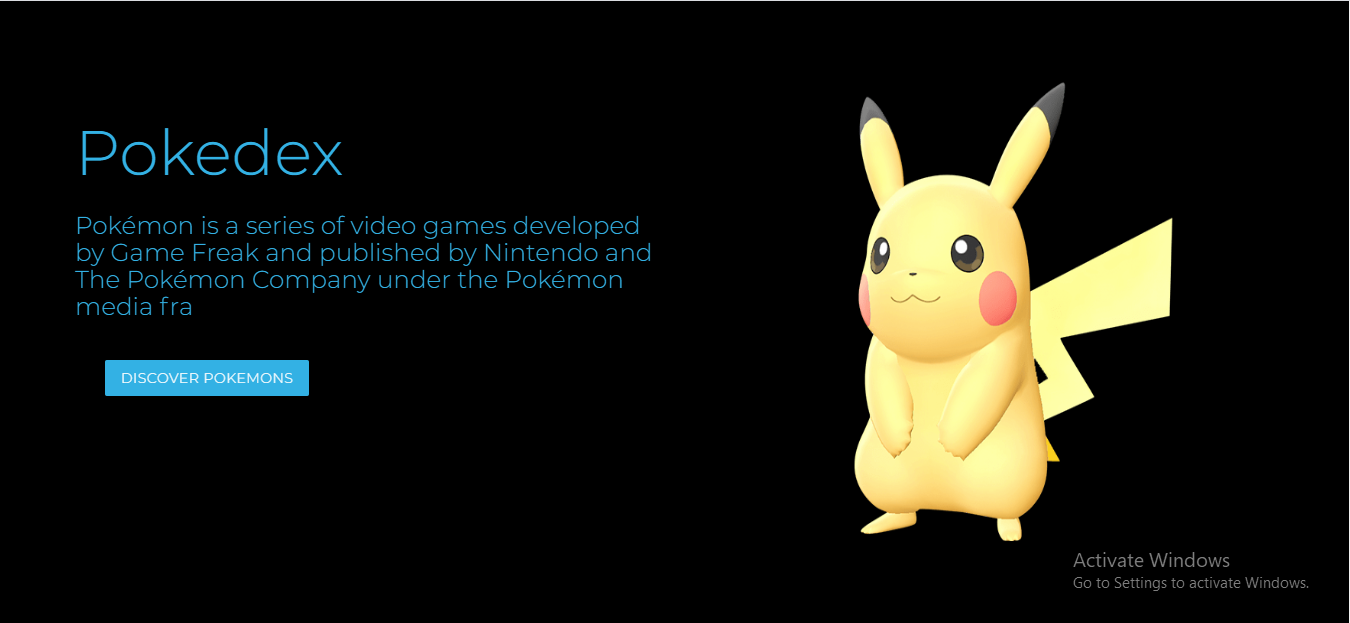 Pokedex
Pokémon is a series of video games developed
by Game Freak and published by Nintendo and
The Pokémon Company under the Pokémon
media fra
DISCOVER POKEMONS
Activate Windows
Go to Settings to activate Windows.